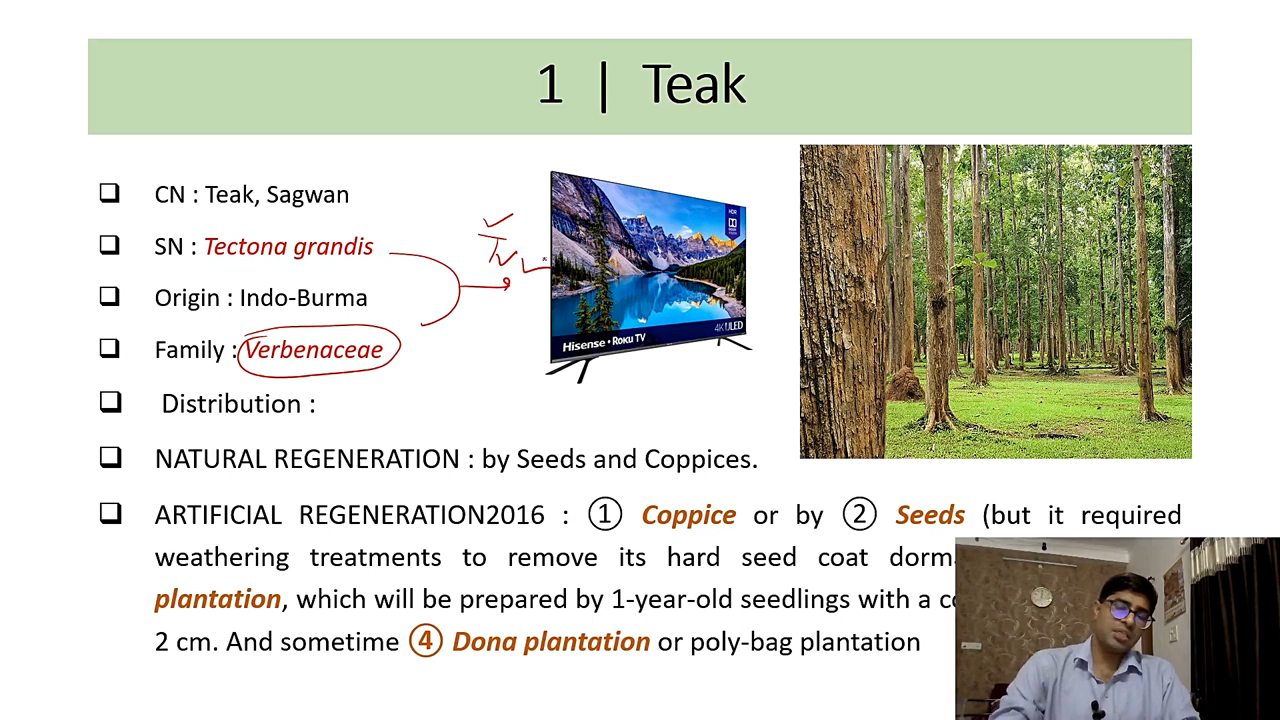 1 | Teak
CN : Teak, Sagwan
SN : Tectona grandis
Origin : Indo-Burma
Family : Verbenaceae
Tv
HDR
4K ULED
Hisense • Roku TV
Distribution :
NATURAL REGENERATION : by Seeds and Coppices.
ARTIFICIAL REGENERATION2016 : ① Coppice or by ② Seeds (but it required
weathering treatments to remove its hard seed coat
plantation, which will be prepared by 1-year-old seedlings with a
2 cm. And sometime ④ Dona plantation or poly-bag plantation